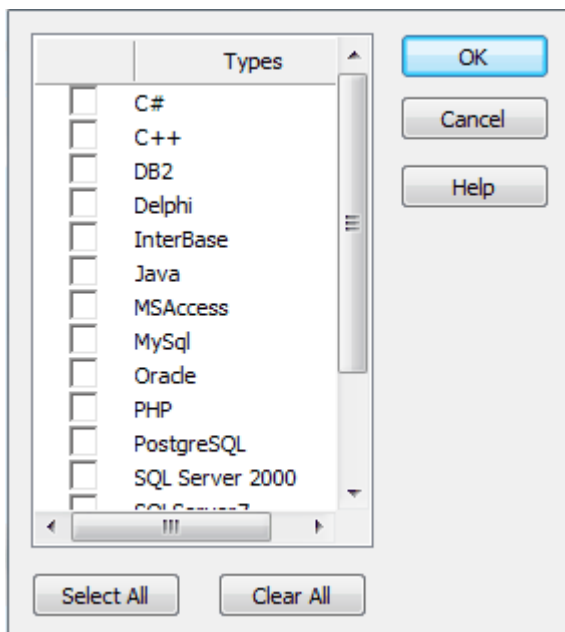 Types
C#
C++
DB2
Delphi
InterBase
Java
MSAccess
MySql
Oracle
PHP
PostgreSQL
SQL Server 2000
SQLServer7
OK
Cancel
Help
Select All
Clear All